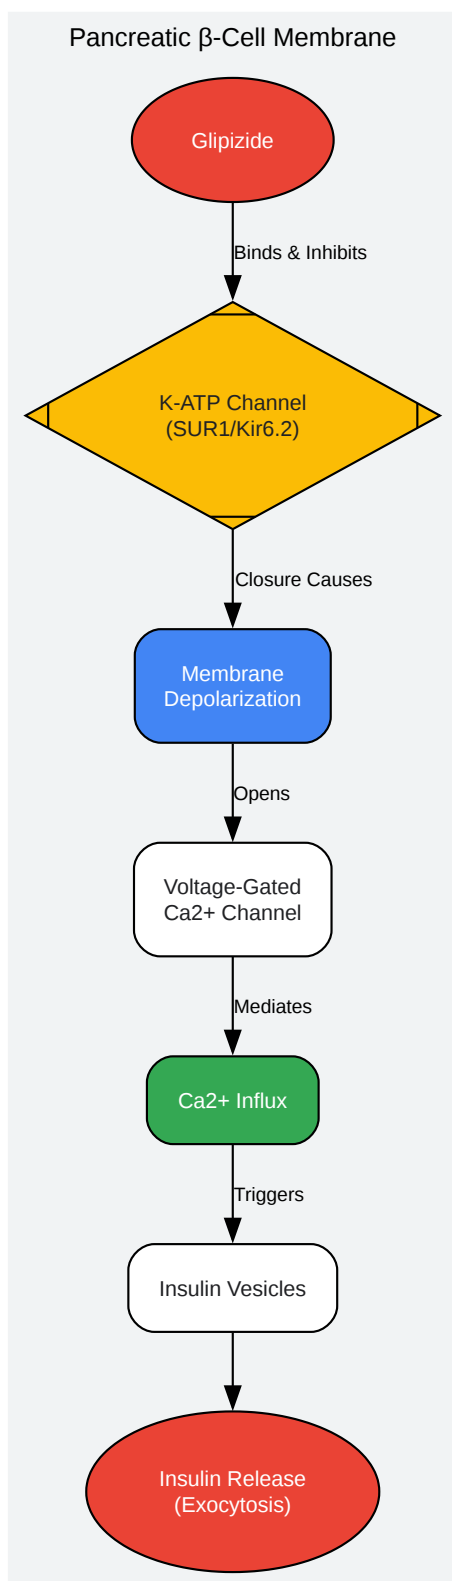 Pancreatic β-Cell Membrane
Glipizide
Binds & Inhibits
K-ATP Channel
(SUR1/Kir6.2)
Closure Causes
Membrane
Depolarization
Opens
Voltage-Gated
Ca2+ Channel
Mediates
Ca2+ Influx
Triggers
Insulin Vesicles
Insulin Release
(Exocytosis)